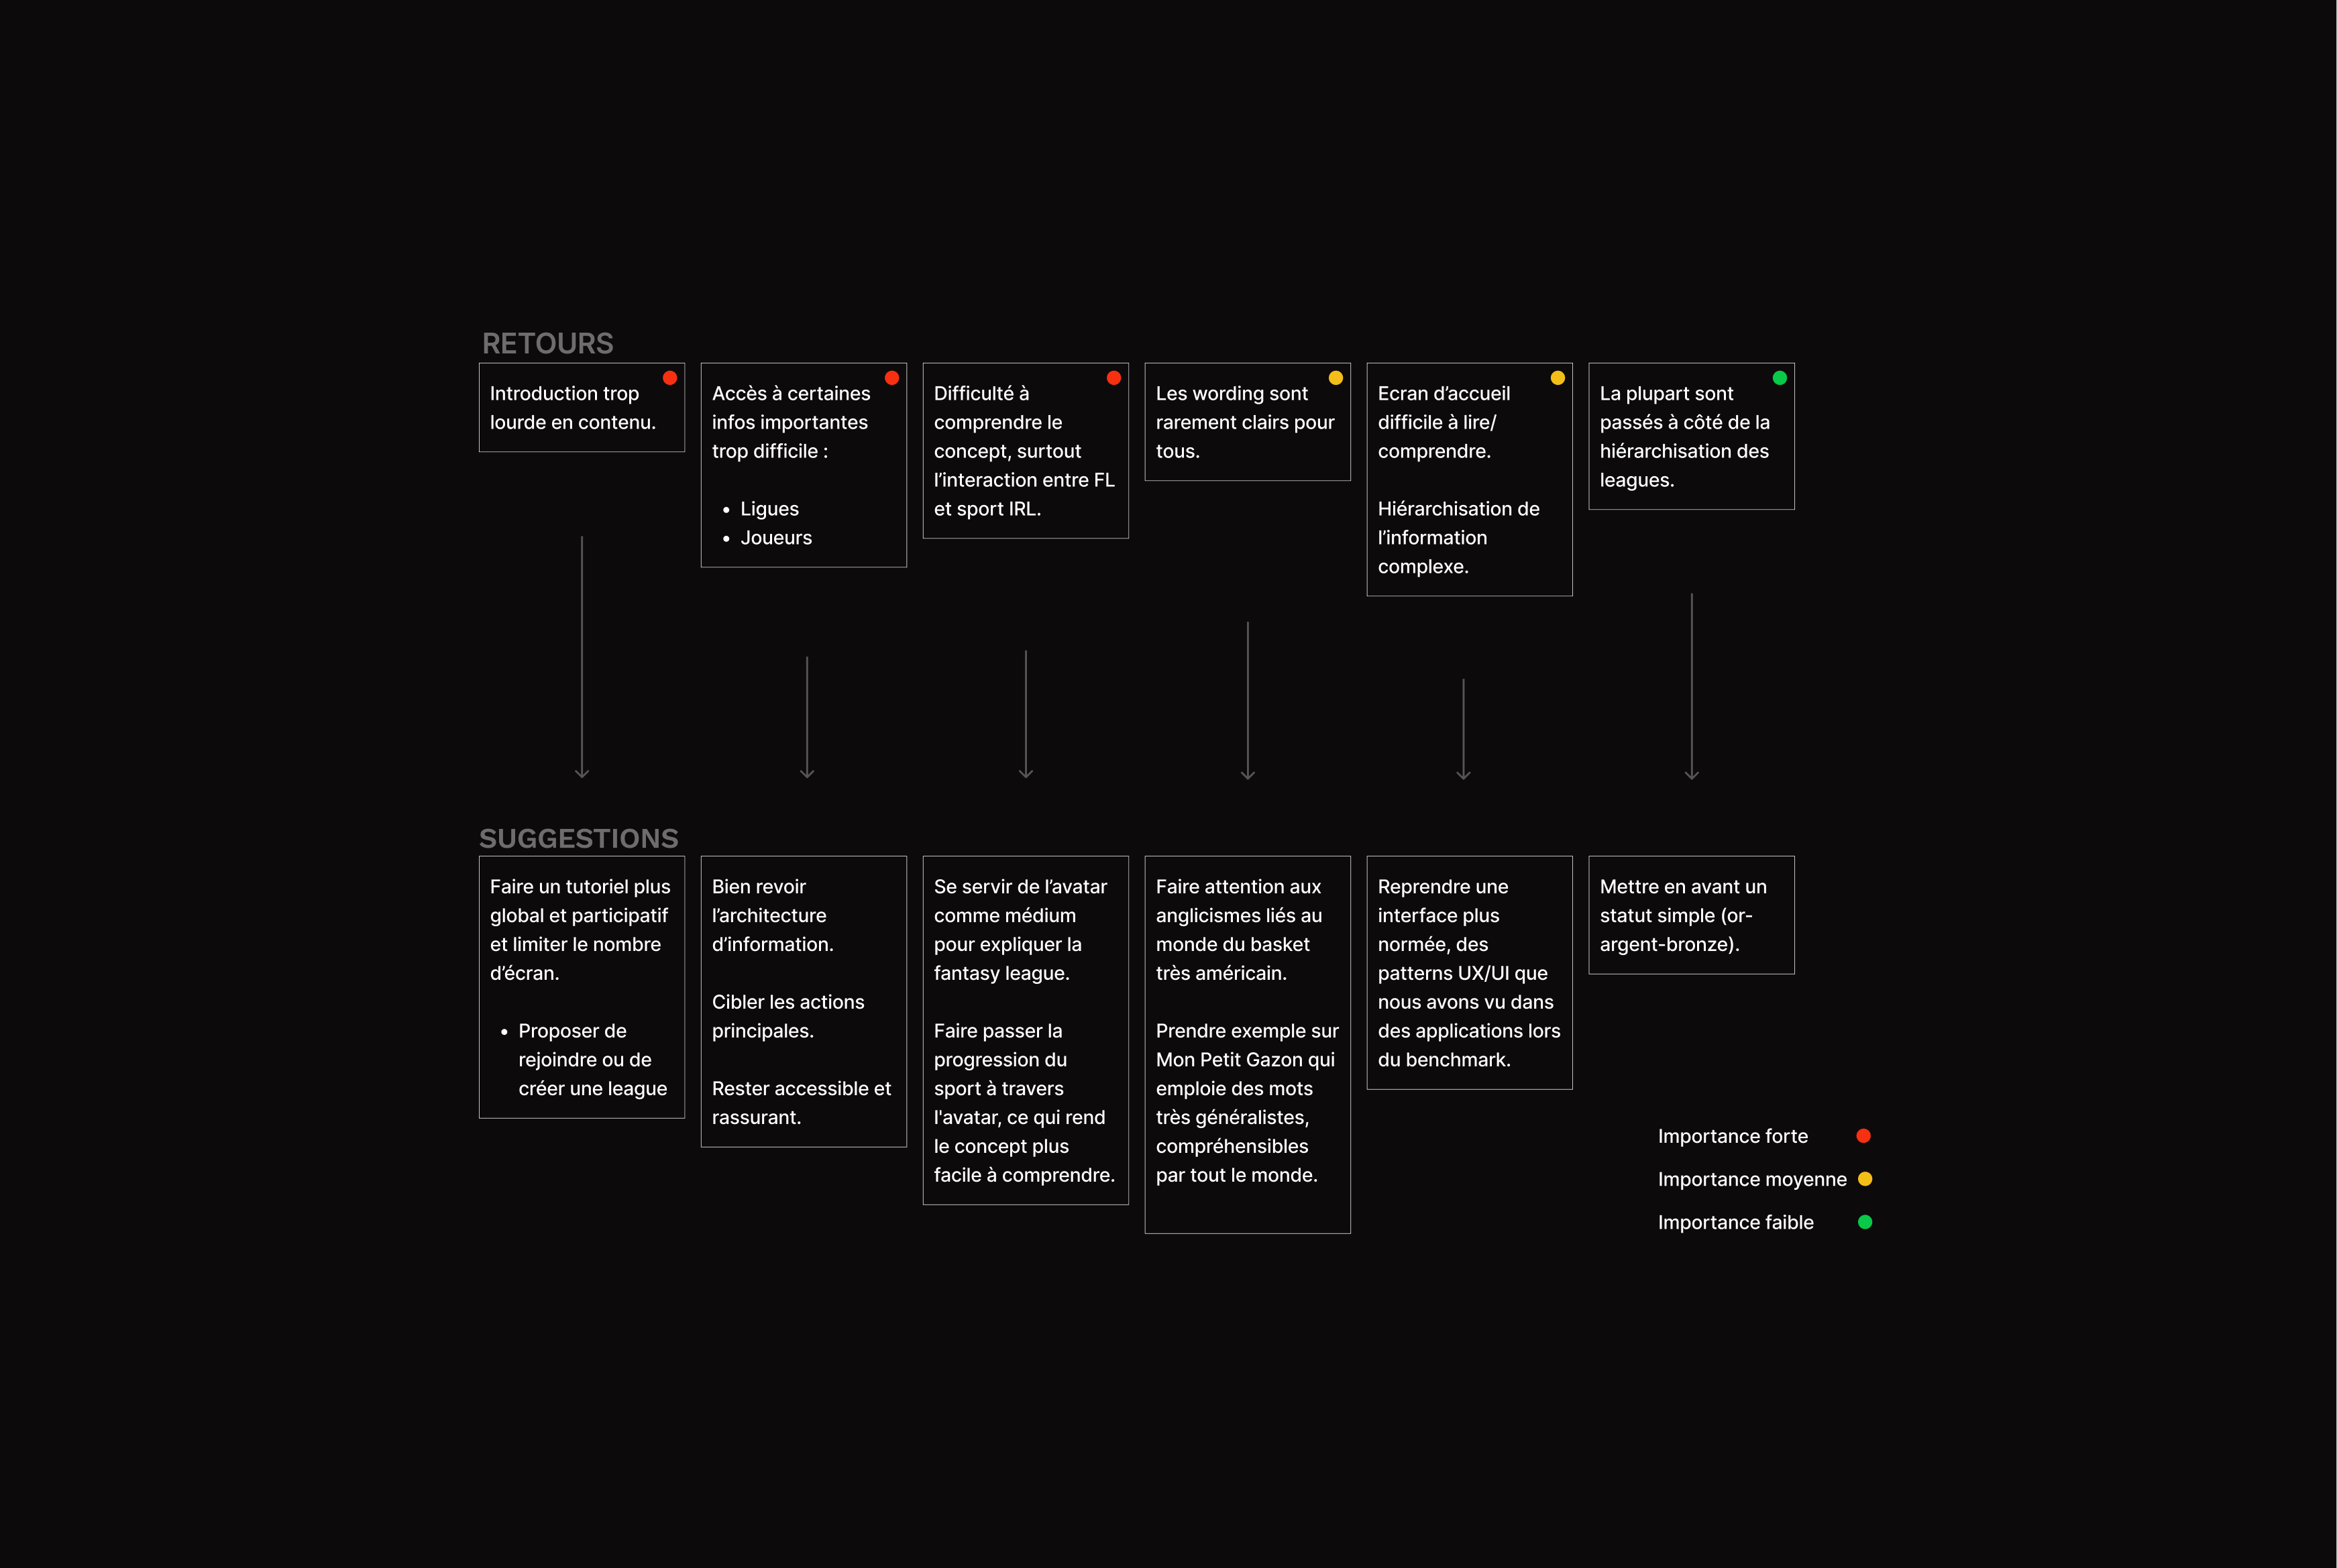 RETOURS
Introduction trop
lourde en contenu.
Accès à certaines
infos importantes
trop difficile :
• Ligues
• Joueurs
Difficulté à
comprendre le
concept, surtout
l’interaction entre FL
et sport IRL.
Les wording sont
rarement clairs pour
tous.
Ecran d’accueil
difficile à lire/
comprendre.
Hiérarchisation de
l’information
complexe.
La plupart sont
passés à côté de la
hiérarchisation des
leagues.
SUGGESTIONS
Faire un tutoriel plus
global et participatif
et limiter le nombre
d’écran.
• Proposer de
rejoindre ou de
créer une league
Bien revoir
l’architecture
d’information.
Cibler les actions
principales.
Rester accessible et
rassurant.
Se servir de l’avatar
comme médium
pour expliquer la
fantasy league.
Faire passer la
progression du
sport à travers
l'avatar, ce qui rend
le concept plus
facile à comprendre.
Faire attention aux
anglicismes liés au
monde du basket
très américain.
Prendre exemple sur
Mon Petit Gazon qui
emploie des mots
très généralistes,
compréhensibles
par tout le monde.
Reprendre une
interface plus
normée, des
patterns UX/UI que
nous avons vu dans
des applications lors
du benchmark.
Mettre en avant un
statut simple (or-
argent-bronze).
Importance forte
Importance moyenne
Importance faible